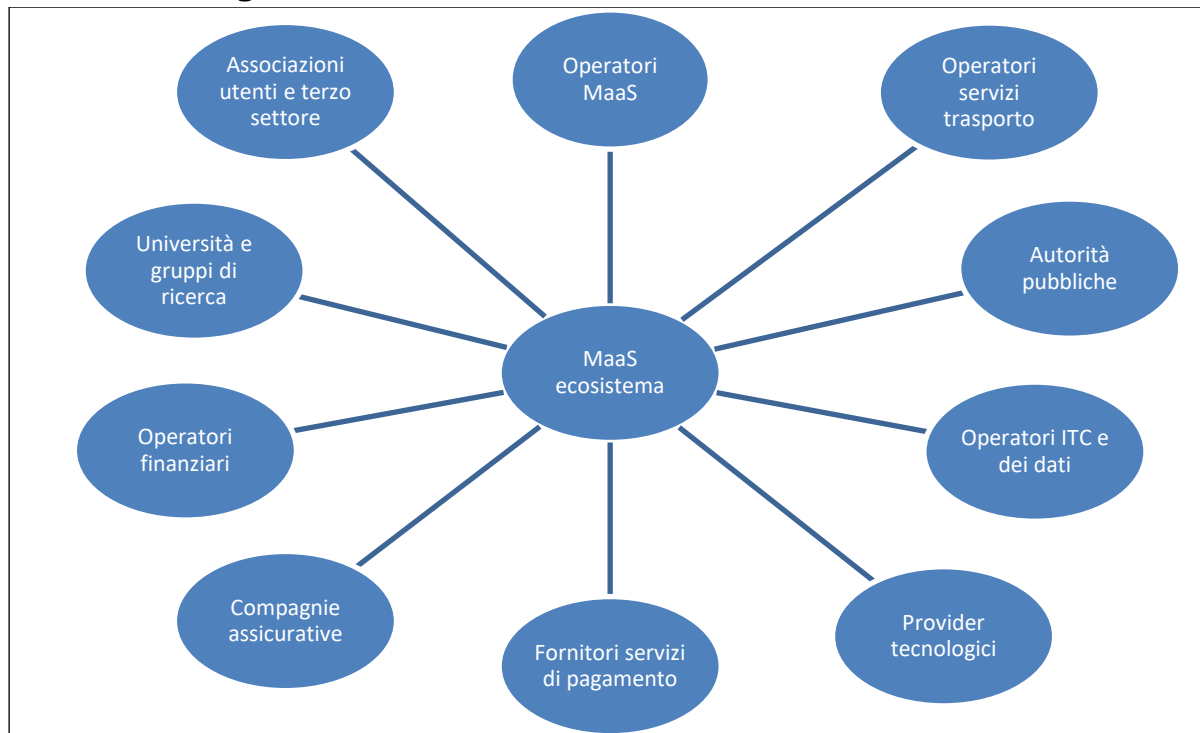 Associazioni
utenti e terzo
settore
Operatori
MaaS
Operatori
servizi
trasporto
Università e
gruppi di
ricerca
Autorità
pubbliche
MaaS
ecosistema
Operatori
finanziari
Operatori ITC e
dei dati
Compagnie
assicurative
Fornitori servizi
di pagamento
Provider
tecnologici